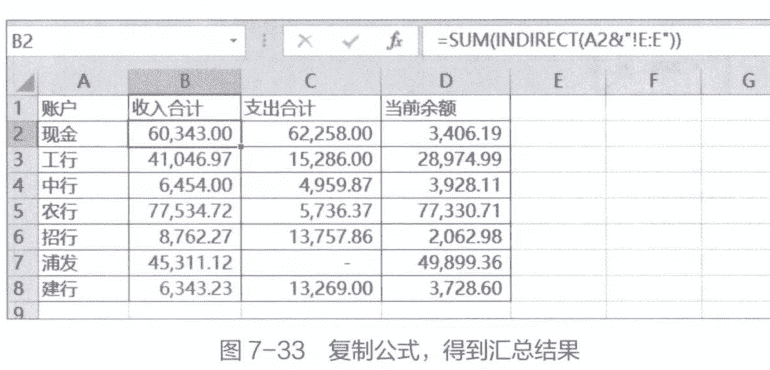 B2 =SUM(INDIRECT(A2&"!E:E"))
A B C D E F G
1 账户 收入合计 支出合计 当前余额
2 现金 60,343.00 62,258.00 3,406.19
3 工行 41,046.97 15,286.00 28,974.99
4 中行 6,454.00 4,959.87 3,928.11
5 农行 77,534.72 5,736.37 77,330.71
6 招行 8,762.27 13,757.86 2,062.98
7 浦发 45,311.12 - 49,899.36
8 建行 6,343.23 13,269.00 3,728.60
9
图 7-33 复制公式，得到汇总结果